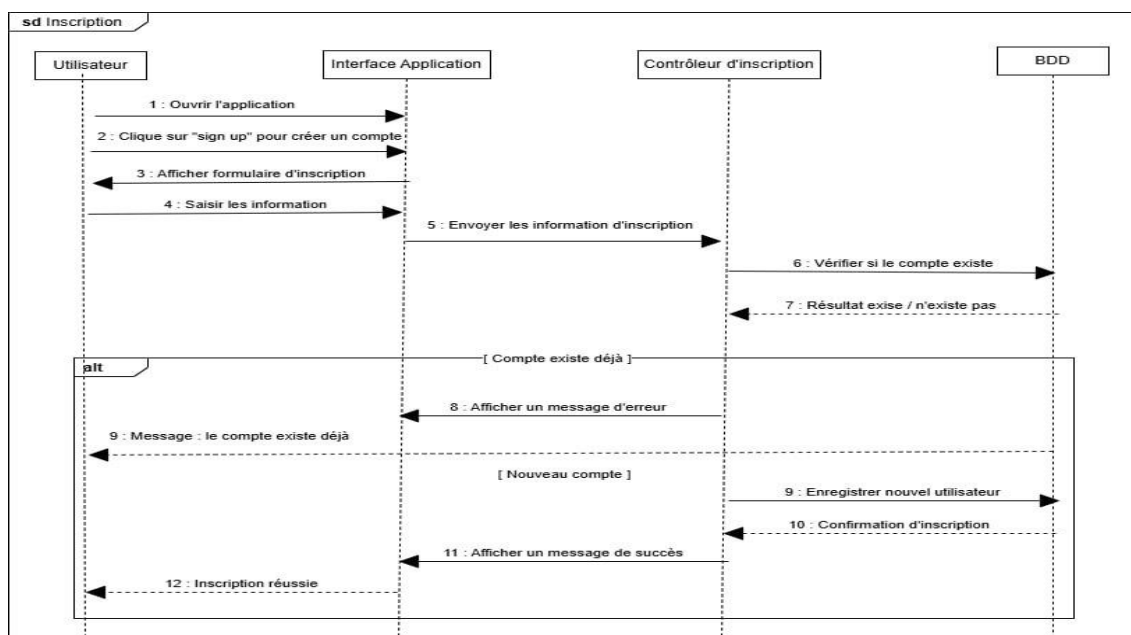 sd Inscription
Utilisateur
Interface Application
Contrôleur d'inscription
BDD
1 : Ouvrir l'application
2 : Clique sur "sign up" pour créer un compte
3 : Afficher formulaire d'inscription
4 : Saisir les information
5 : Envoyer les information d'inscription
6 : Vérifier si le compte existe
7 : Résultat exise / n'existe pas
alt
[ Compte existe déjà ]
8 : Afficher un message d'erreur
9 : Message : le compte existe déjà
[ Nouveau compte ]
9 : Enregistrer nouvel utilisateur
10 : Confirmation d'inscription
11 : Afficher un message de succès
12 : Inscription réussie